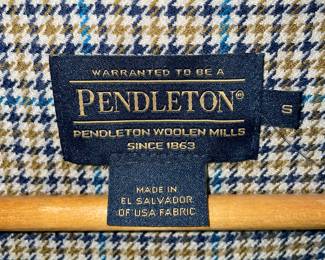 WARRANTED TO BE A
PENDLETON®
S
PENDLETON WOOLEN MILLS
SINCE 1863
MADE IN
EL SALVADOR
OF USA FABRIC